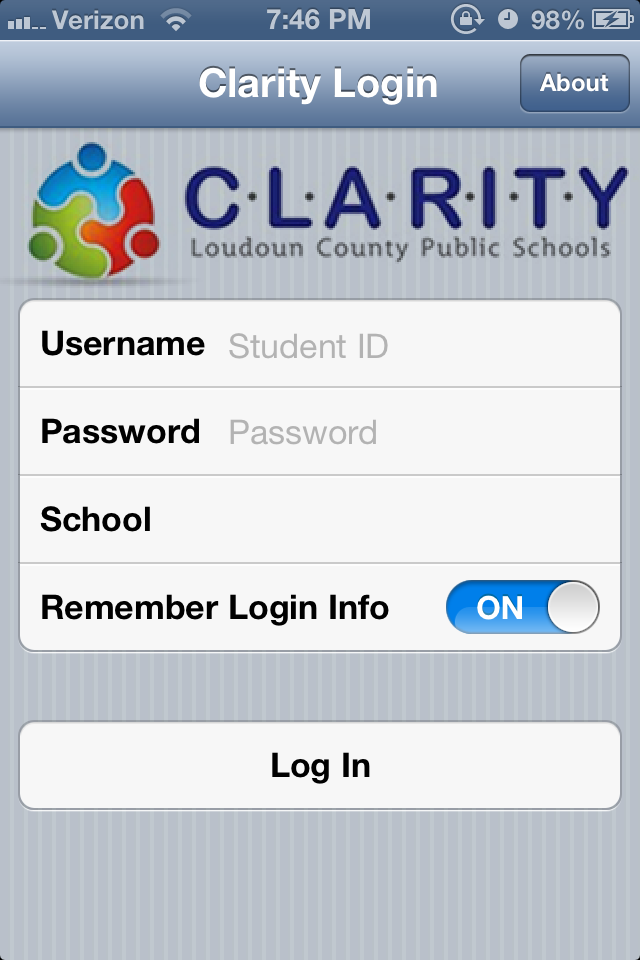 Verizon 7:46 PM 98%
Clarity Login About
C·L·A·R·I·T·Y
Loudoun County Public Schools
Username Student ID
Password Password
School
Remember Login Info ON
Log In